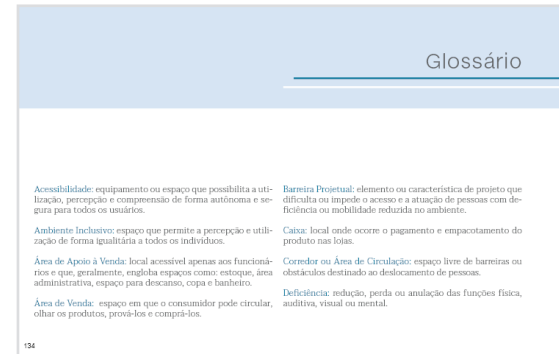 Glossário
Acessibilidade: equipamento ou espaço que possibilita a uti-
lização, percepção e compreensão de forma autônoma e se-
gura para todos os usuários.
Ambiente Inclusivo: espaço que permite a percepção e utili-
zação de forma igualitária a todos os indivíduos.
Área de Apoio à Venda: local acessível apenas aos funcioná-
rios e que, geralmente, engloba espaços como: estoque, área
administrativa, espaço para descanso, copa e banheiro.
Área de Venda: espaço em que o consumidor pode circular,
olhar os produtos, prová-los e comprá-los.
Barreira Projetual: elemento ou característica de projeto que
dificulta ou impede o acesso e a atuação de pessoas com de-
ficiência ou mobilidade reduzida no ambiente.
Caixa: local onde ocorre o pagamento e empacotamento do
produto nas lojas.
Corredor ou Área de Circulação: espaço livre de barreiras ou
obstáculos destinado ao deslocamento de pessoas.
Deficiência: redução, perda ou anulação das funções física,
auditiva, visual ou mental.
134